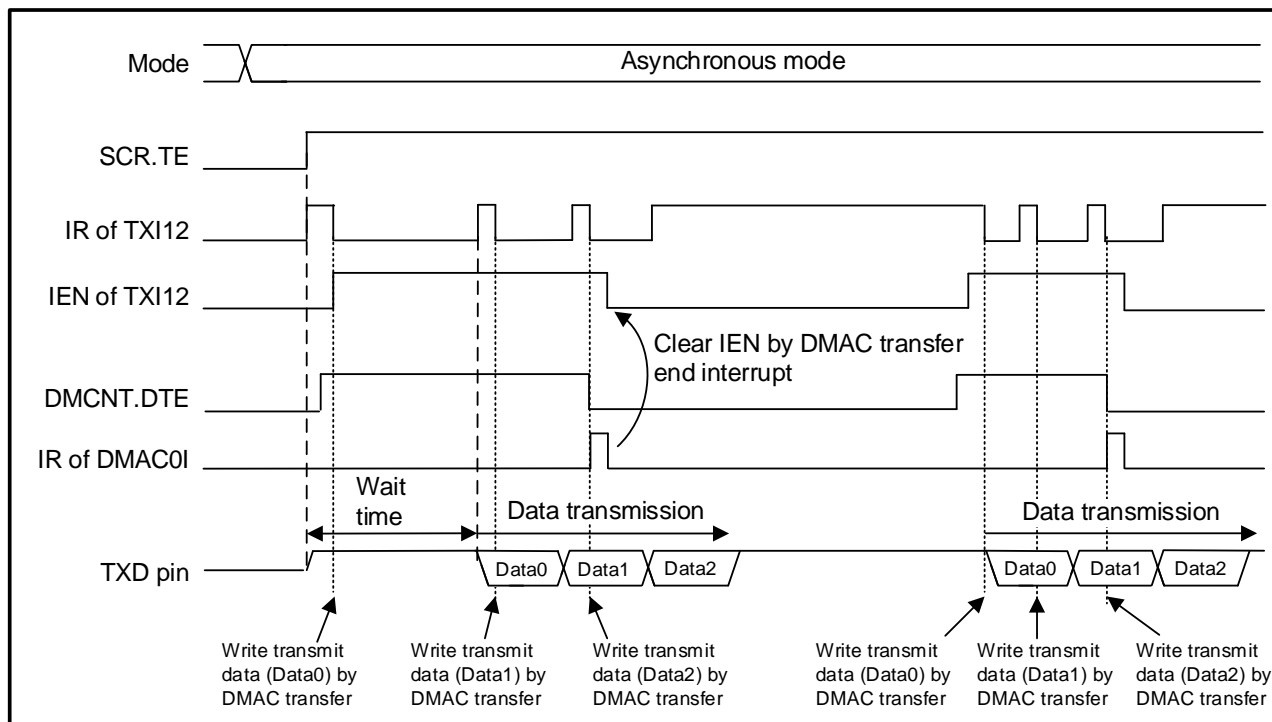 Mode
Asynchronous mode
SCR.TE
IR of TXI12
IEN of TXI12
Clear IEN by DMAC transfer
end interrupt
DMCNT.DTE
IR of DMAC0I
Wait
time
Data transmission
Data transmission
TXD pin
Data0
Data1
Data2
Data0
Data1
Data2
Write transmit
data (Data0) by
DMAC transfer
Write transmit
data (Data1) by
DMAC transfer
Write transmit
data (Data2) by
DMAC transfer
Write transmit
data (Data0) by
DMAC transfer
Write transmit
data (Data1) by
DMAC transfer
Write transmit
data (Data2) by
DMAC transfer